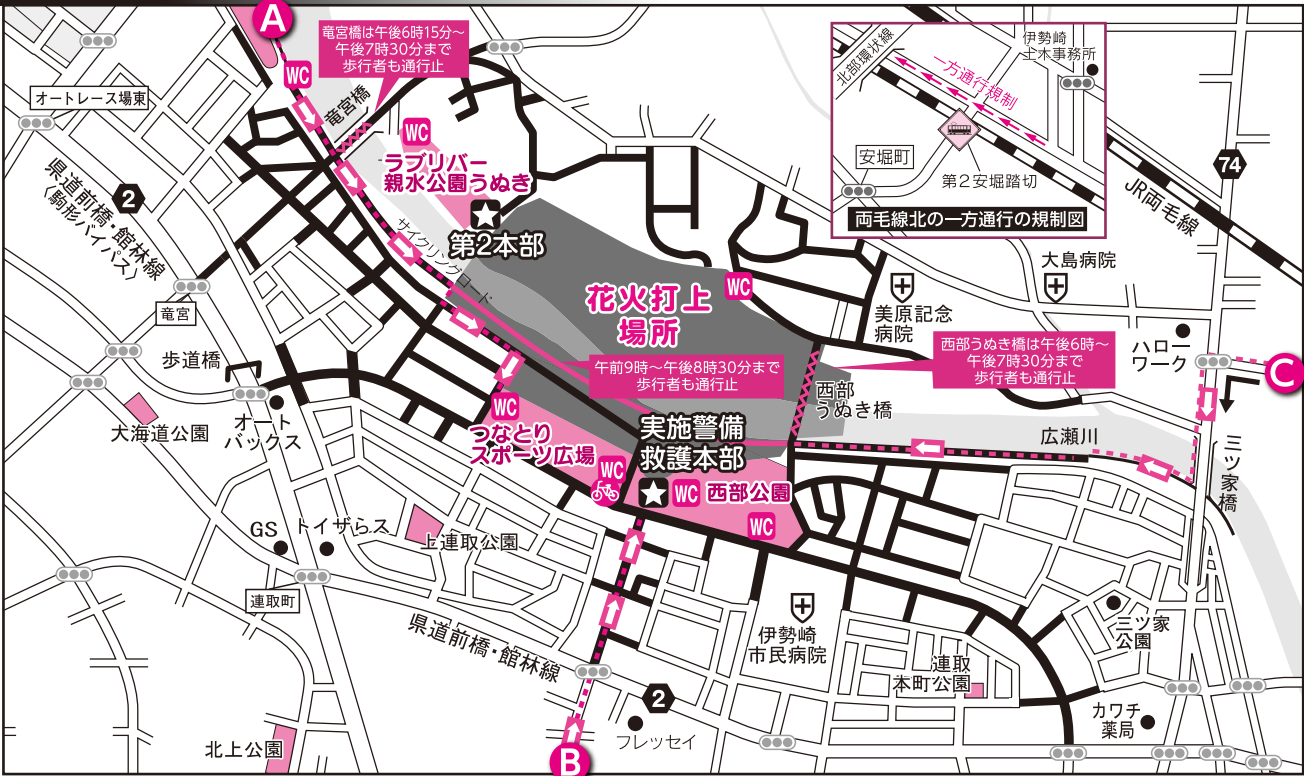 A
竜宮橋は午後6時15分～
午後7時30分まで
歩行者も通行止
WC
オートレース場東
竜宮橋
WC
ラブリバー
親水公園うぬき
県道前橋・館林線
〈駒形バイパス〉
2
第2本部
サイクリングロード
竜宮
歩道橋
大海道公園
オート
バックス
花火打上
場所
WC
午前9時～午後8時30分まで
歩行者も通行止
WC
つなとり
スポーツ広場
WC
実施警備
救護本部
WC
西部公園
WC
西部
うぬき橋
西部うぬき橋は午後6時～
午後7時30分まで
歩行者も通行止
美原記念
病院
大島病院
ハロー
ワーク
C
広瀬川
三ツ家橋
74
JR両毛線
北部環状線
伊勢崎
土木事務所
一方通行規制
安堀町
第2安堀踏切
両毛線北の一方通行の規制図
GS
トイザらス
上連取公園
連取町
県道前橋・館林線
北上公園
B
2
フレッセイ
伊勢崎
市民病院
連取
本町公園
三ツ家
公園
カワチ
薬局